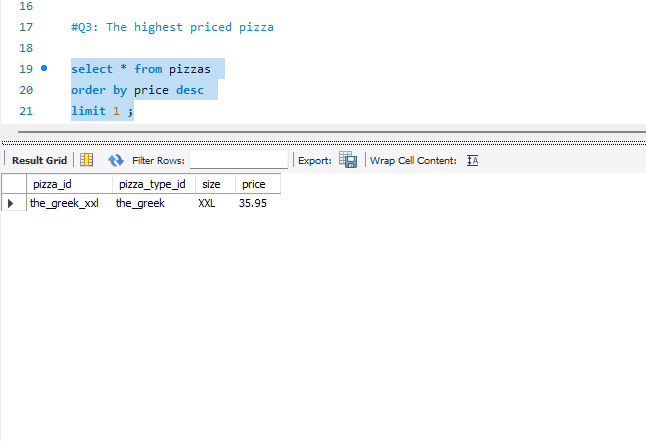 16
17 #Q3: The highest priced pizza
18
19 select * from pizzas
20 order by price desc
21 limit 1 ;
Result Grid Filter Rows: Export: Wrap Cell Content: IA
pizza_id pizza_type_id size price
the_greek_xxl the_greek XXL 35.95